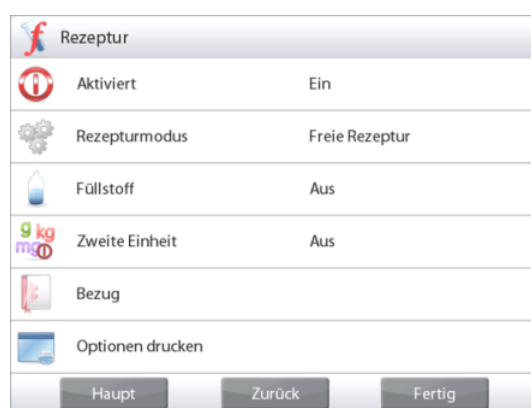 Rezeptur
Aktiviert Ein
Rezepturmodus Freie Rezeptur
Füllstoff Aus
g kg
mg
Zweite Einheit Aus
Bezug
Optionen drucken
Haupt Zurück Fertig